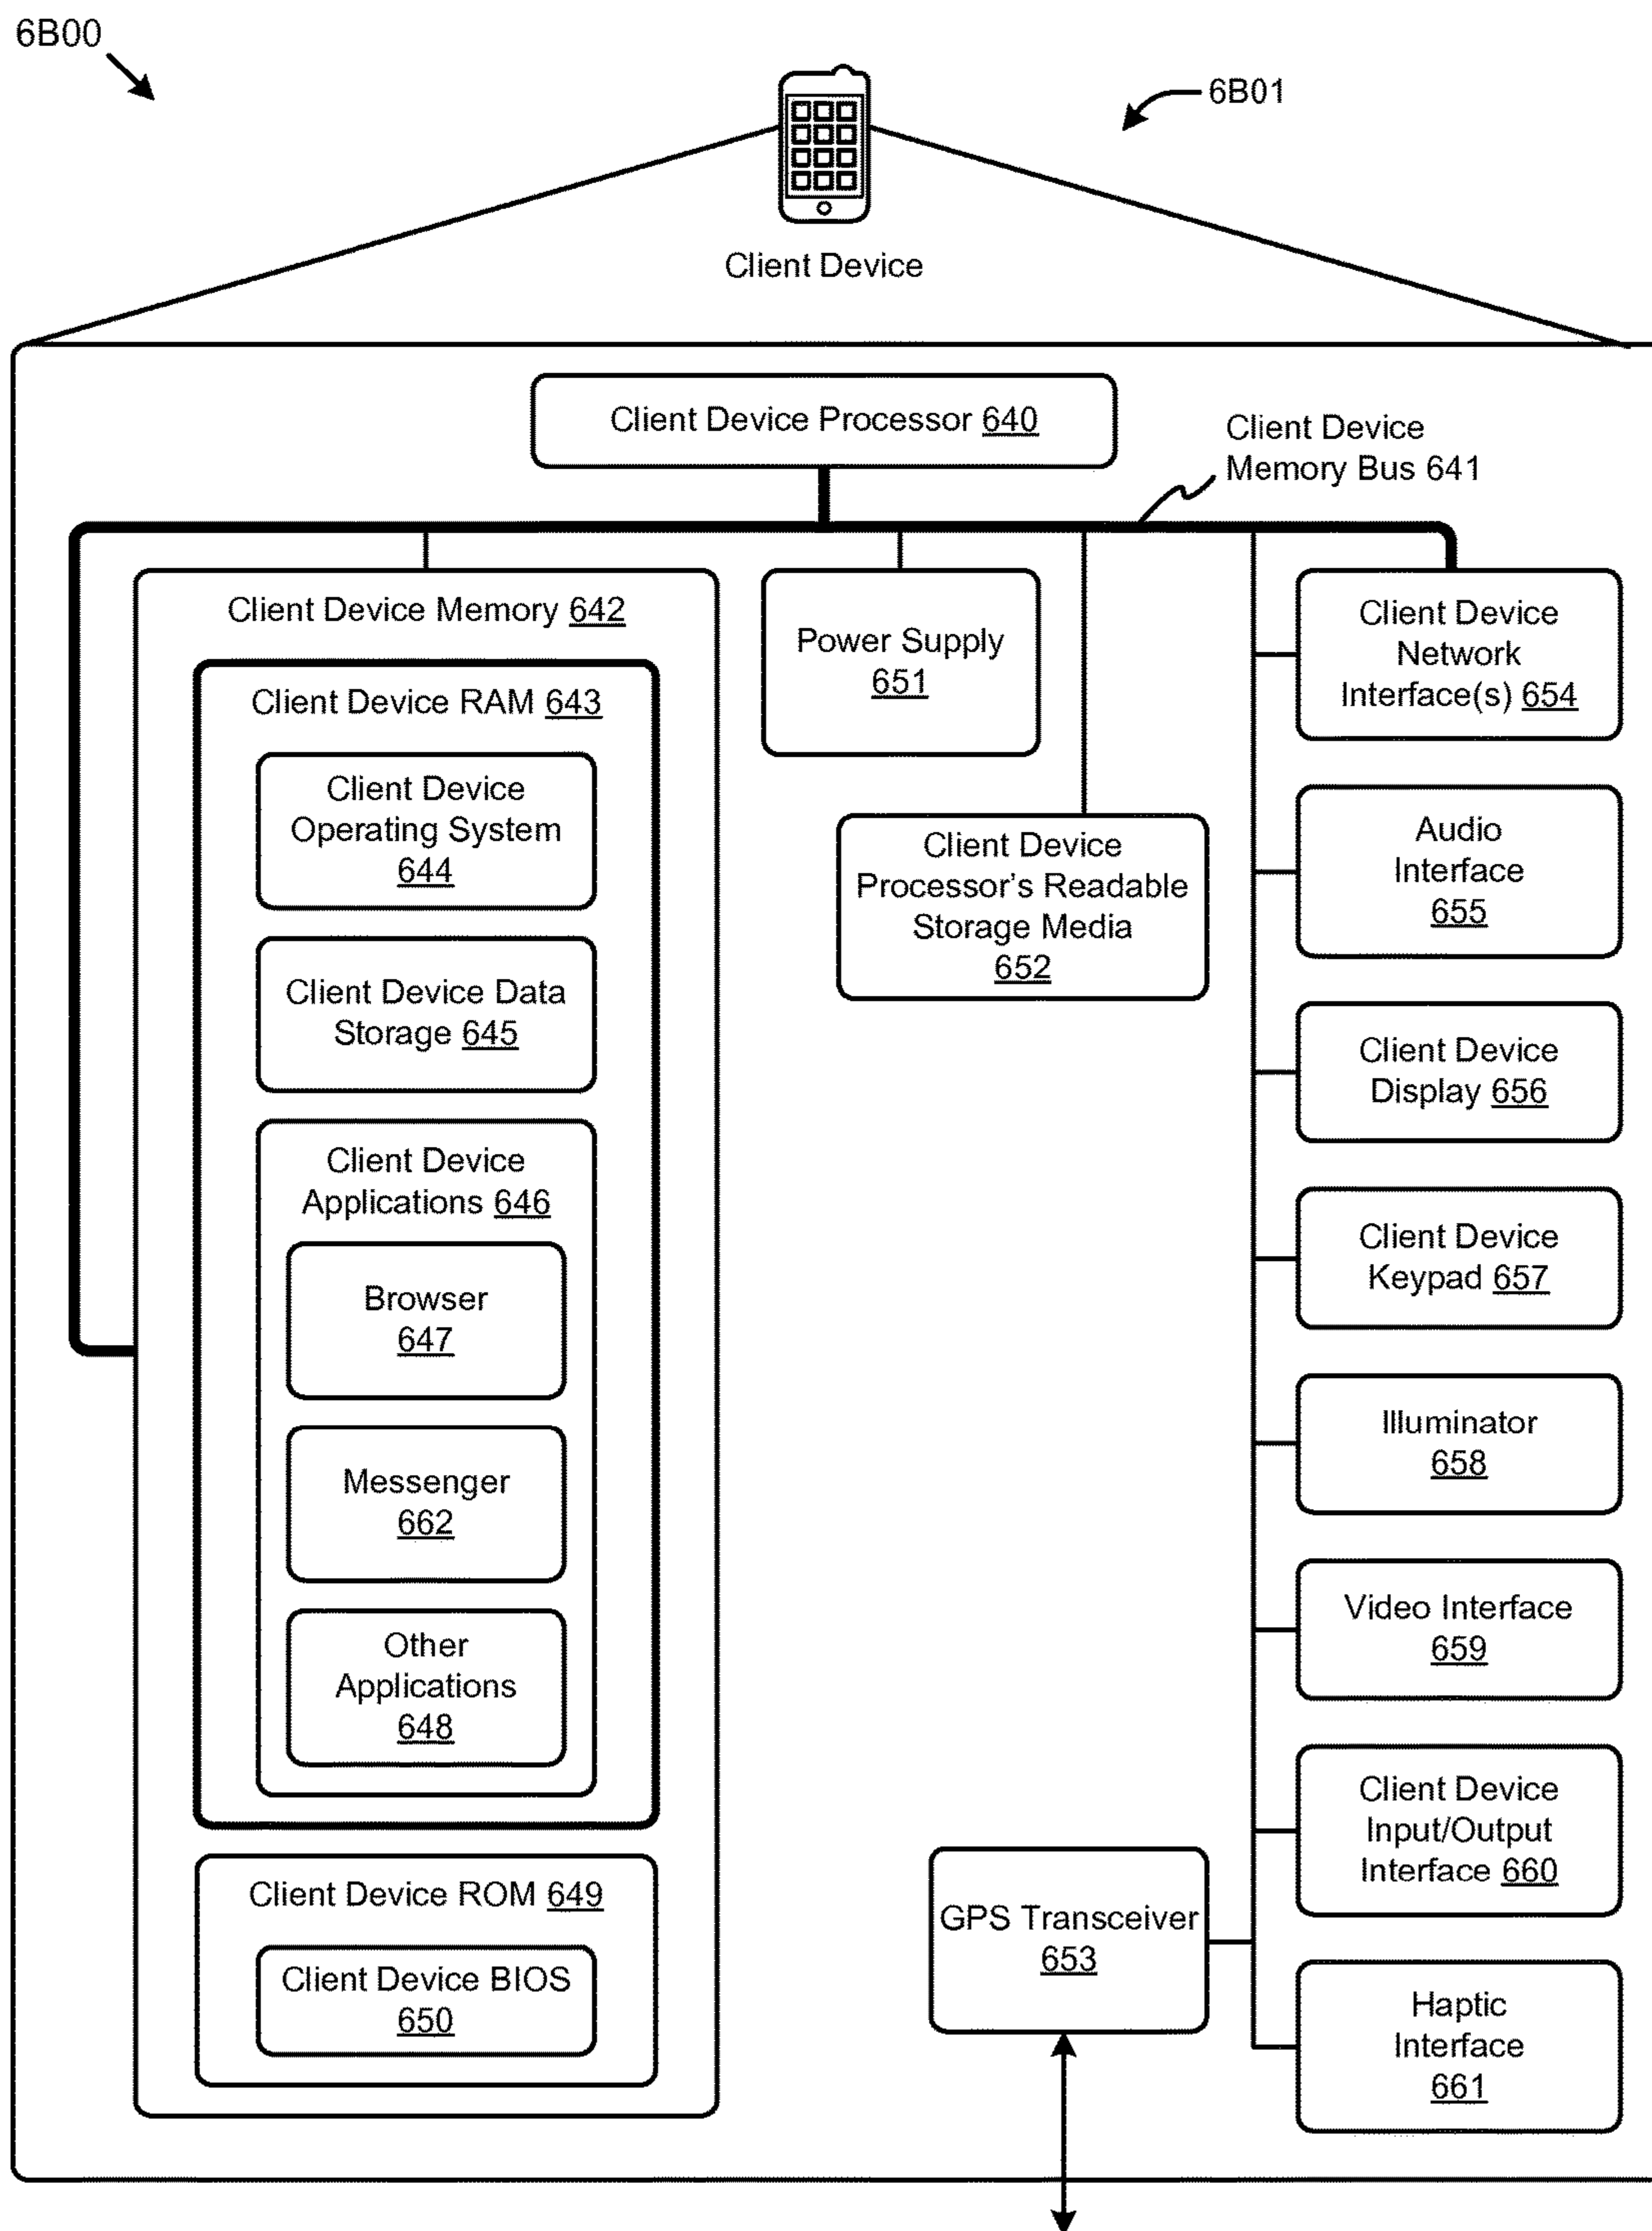 6B00
6B01
Client Device
Client Device Processor 640
Client Device
Memory Bus 641
Client Device Memory 642
Client Device RAM 643
Client Device
Operating System
644
Client Device Data
Storage 645
Client Device
Applications 646
Browser
647
Messenger
662
Other
Applications
648
Client Device ROM 649
Client Device BIOS
650
Power Supply
651
Client Device
Processor’s Readable
Storage Media
652
GPS Transceiver
653
Client Device
Network
Interface(s) 654
Audio
Interface
655
Client Device
Display 656
Client Device
Keypad 657
Illuminator
658
Video Interface
659
Client Device
Input/Output
Interface 660
Haptic
Interface
661